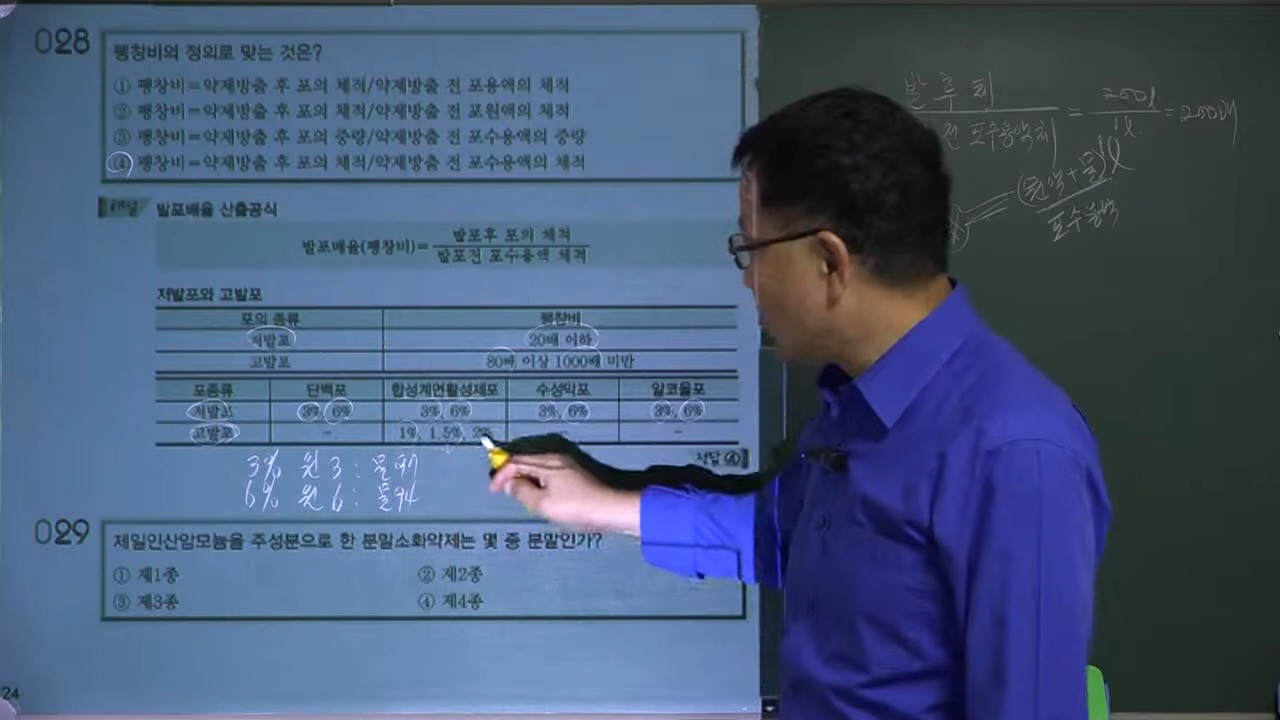 028
팽창비의 정의로 맞는 것은?
① 팽창비=약제방출 후 포의 체적/약제방출 전 포용액의 체적
② 팽창비=약제방출 후 포의 체적/약제방출 전 포원액의 체적
③ 팽창비=약제방출 후 포의 중량/약제방출 전 포수용액의 중량
④ 팽창비=약제방출 후 포의 체적/약제방출 전 포수용액의 체적
해설 발포배율 산출공식
발포배율(팽창비)= 발포후 포의 체적
발포전 포수용액 체적
저발포와 고발포
포의 종류 팽창비
저발포 20배 이하
고발포 80배 이상 1000배 미만
포종류 단백포 합성계면활성제포 수성막포 알코올포
저발포 3%, 6% 3%, 6% 3%, 6% 3%, 6%
고발포 - 1%, 1.5%, 2% - -
정답 ④
3% 원 3 : 물 97
6% 원 6 : 물 94
029
제일인산암모늄을 주성분으로 한 분말소화약제는 몇 종 분말인가?
① 제1종 ② 제2종
③ 제3종 ④ 제4종
24
발 후 최
전 포수용액 체
= 200ℓ
1ℓ
= 200배
(원액+물) 1ℓ
포수용액